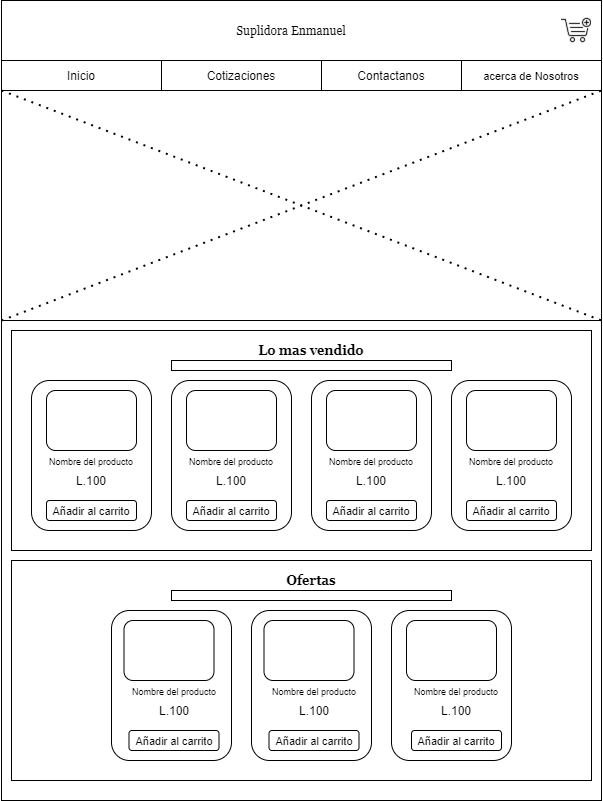 Suplidora Enmanuel
Inicio Cotizaciones Contactanos acerca de Nosotros
Lo mas vendido
Nombre del producto Nombre del producto Nombre del producto Nombre del producto
L.100 L.100 L.100 L.100
Añadir al carrito Añadir al carrito Añadir al carrito Añadir al carrito
Ofertas
Nombre del producto Nombre del producto Nombre del producto
L.100 L.100 L.100
Añadir al carrito Añadir al carrito Añadir al carrito